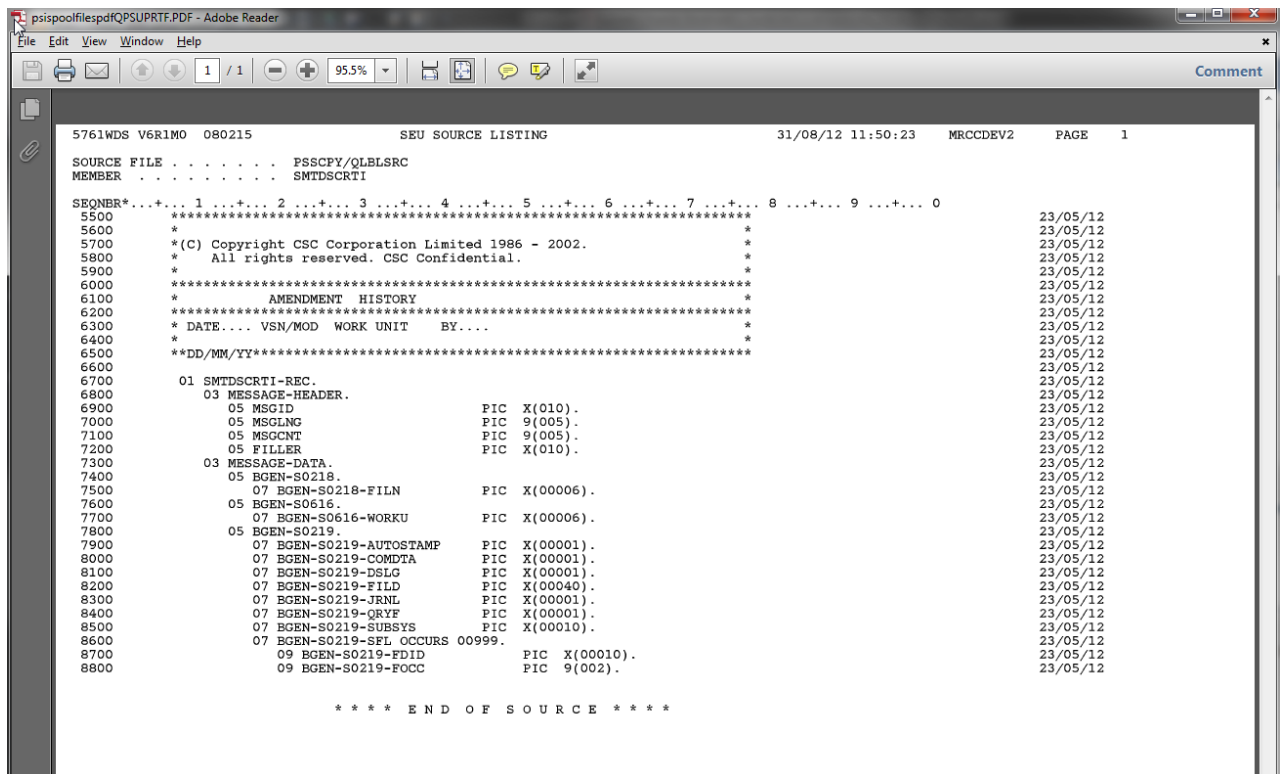 psispoolfilespdfQPSUPRTF.PDF - Adobe Reader
File Edit View Window Help
1 / 1 95.5% Comment
5761WDS V6R1M0 080215 SEU SOURCE LISTING 31/08/12 11:50:23 MRCCDEV2 PAGE 1
SOURCE FILE . . . . . . . PSSCPY/QLBLSRC
MEMBER . . . . . . . . . SMTDSCRTI
SEQNBR*...+... 1 ...+... 2 ...+... 3 ...+... 4 ...+... 5 ...+... 6 ...+... 7 ...+... 8 ...+... 9 ...+... 0
5500 ************************************************************************ 23/05/12
5600 * * 23/05/12
5700 *(C) Copyright CSC Corporation Limited 1986 - 2002. * 23/05/12
5800 * All rights reserved. CSC Confidential. * 23/05/12
5900 * * 23/05/12
6000 ************************************************************************ 23/05/12
6100 * AMENDMENT HISTORY * 23/05/12
6200 ************************************************************************ 23/05/12
6300 * DATE.... VSN/MOD WORK UNIT BY.... * 23/05/12
6400 * * 23/05/12
6500 **DD/MM/YY************************************************************** 23/05/12
6600 23/05/12
6700 01 SMTDSCRTI-REC. 23/05/12
6800 03 MESSAGE-HEADER. 23/05/12
6900 05 MSGID PIC X(010). 23/05/12
7000 05 MSGLNG PIC 9(005). 23/05/12
7100 05 MSGCNT PIC 9(005). 23/05/12
7200 05 FILLER PIC X(010). 23/05/12
7300 03 MESSAGE-DATA. 23/05/12
7400 05 BGEN-S0218. 23/05/12
7500 07 BGEN-S0218-FILN PIC X(00006). 23/05/12
7600 05 BGEN-S0616. 23/05/12
7700 07 BGEN-S0616-WORKU PIC X(00006). 23/05/12
7800 05 BGEN-S0219. 23/05/12
7900 07 BGEN-S0219-AUTOSTAMP PIC X(00001). 23/05/12
8000 07 BGEN-S0219-COMDTA PIC X(00001). 23/05/12
8100 07 BGEN-S0219-DSLG PIC X(00001). 23/05/12
8200 07 BGEN-S0219-FILD PIC X(00040). 23/05/12
8300 07 BGEN-S0219-JRNL PIC X(00001). 23/05/12
8400 07 BGEN-S0219-QRYF PIC X(00001). 23/05/12
8500 07 BGEN-S0219-SUBSYS PIC X(00010). 23/05/12
8600 07 BGEN-S0219-SFL OCCURS 00999. 23/05/12
8700 09 BGEN-S0219-FDID PIC X(00010). 23/05/12
8800 09 BGEN-S0219-FOCC PIC 9(002). 23/05/12
* * * * E N D O F S O U R C E * * * *